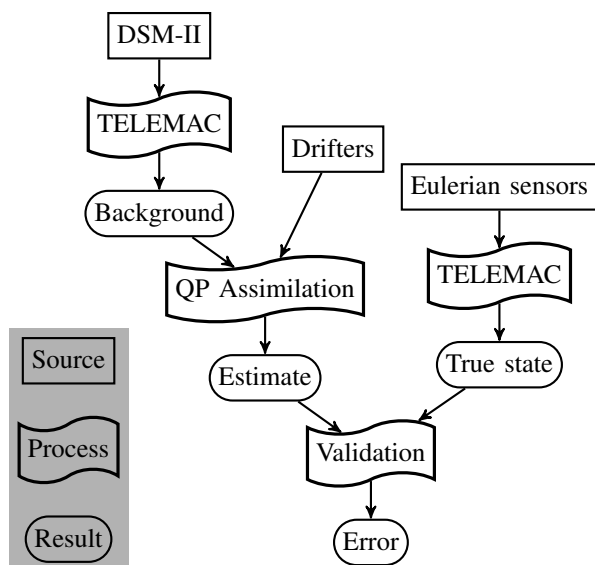 DSM-II
TELEMAC
Drifters
Eulerian sensors
Background
TELEMAC
QP Assimilation
Estimate
True state
Validation
Error
Source
Process
Result